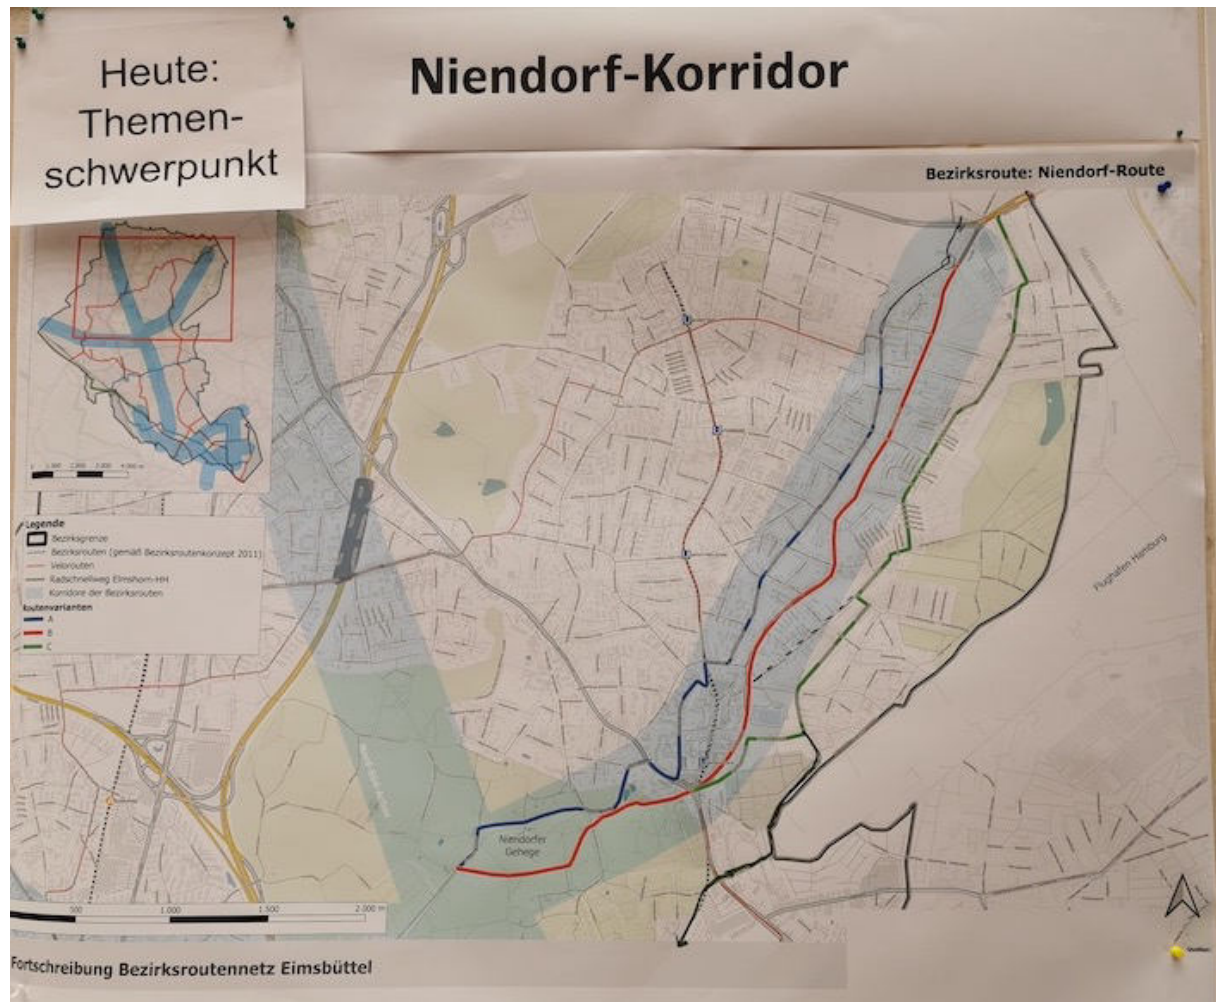 Heute:
Themen-
schwerpunkt
Niendorf-Korridor
Bezirksroute: Niendorf-Route
Legende
Bezirksgrenze
Bezirksrouten (gemäß Bezirksroutenkonzept 2011)
Velorouten
Radschnellweg Elmshorn-HH
Korridore der Bezirksrouten
Routenvarianten
A
B
C
Flughafen Hamburg
Niendorfer
Gehege
500 1.000 1.500 2.000 m
Fortschreibung Bezirksroutennetz Eimsbüttel